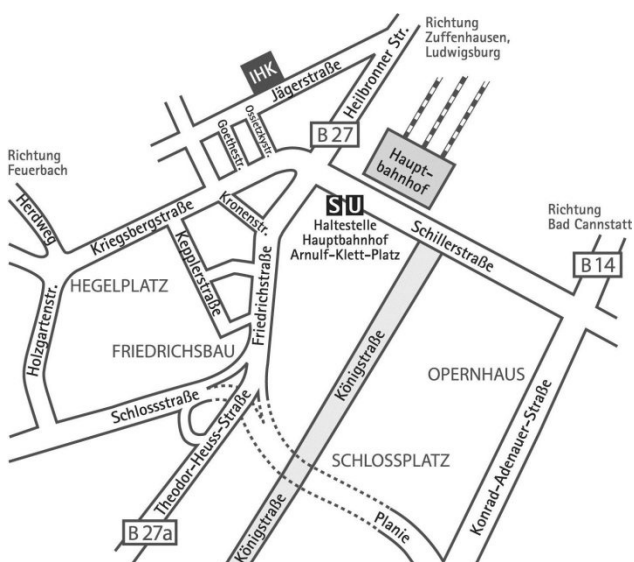 Richtung
Zuffenhausen,
Ludwigsburg
IHK
Jägerstraße
Heilbronner Str.
Ossietzkystr.
Goethestr.
B 27
Haupt-
bahnhof
Richtung
Feuerbach
Herdweg
Kriegsbergstraße
Kronenstr.
SU
Haltestelle
Hauptbahnhof
Arnulf-Klett-Platz
Schillerstraße
Richtung
Bad Cannstatt
B 14
Kepplerstraße
Friedrichstraße
HEGELPLATZ
Holzgartenstr.
FRIEDRICHSBAU
Königstraße
OPERNHAUS
Schlossstraße
Theodor-Heuss-Straße
SCHLOSSPLATZ
Konrad-Adenauer-Straße
B 27a
Königstraße
Planie